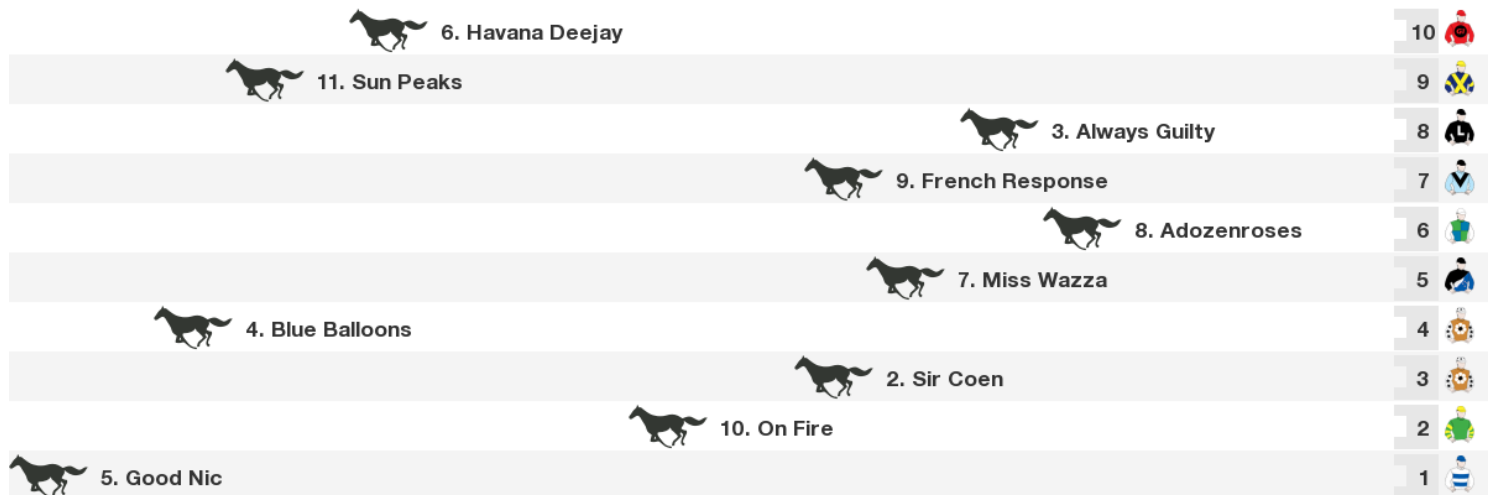 6. Havana Deejay 10
11. Sun Peaks 9
3. Always Guilty 8 L
9. French Response 7
8. Adozenroses 6
7. Miss Wazza 5
4. Blue Balloons 4
2. Sir Coen 3
10. On Fire 2
5. Good Nic 1